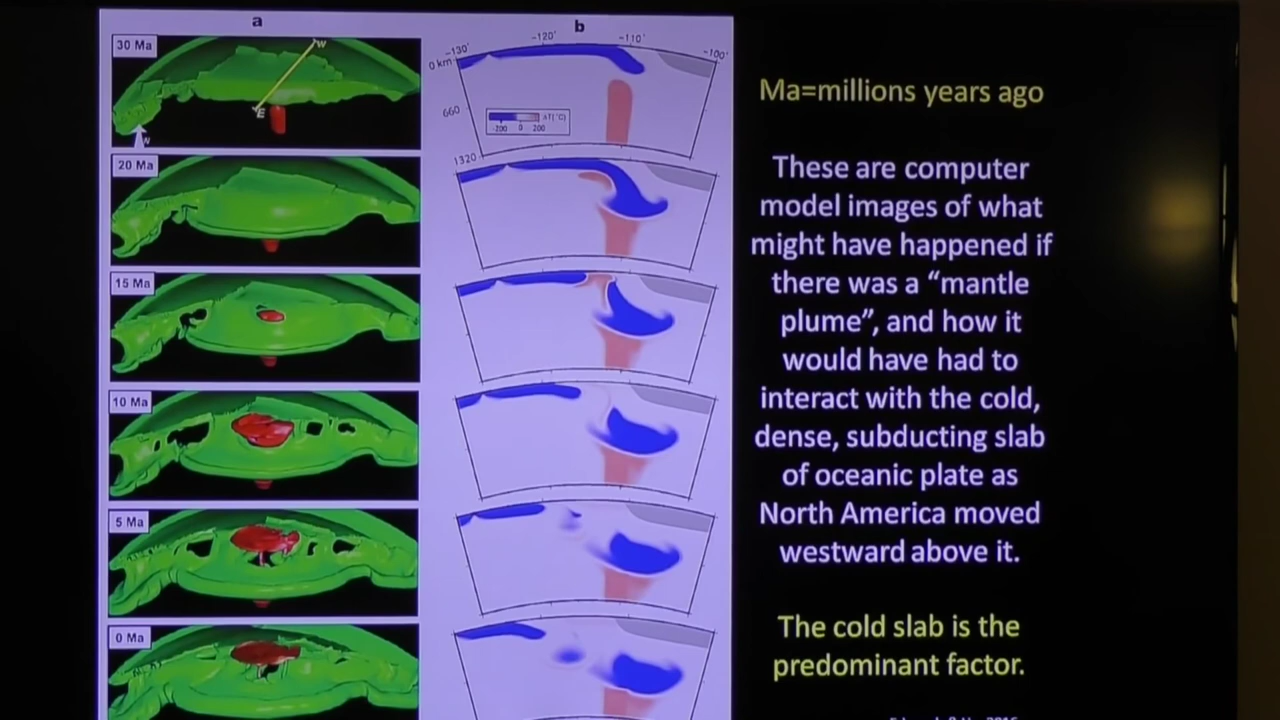 a
b
30 Ma
W
E
N
-130°
-120°
-110°
-100°
0 km
660
1320
ΔT(°C)
-200 0 200
20 Ma
15 Ma
10 Ma
5 Ma
0 Ma
Ma=millions years ago
These are computer
model images of what
might have happened if
there was a “mantle
plume”, and how it
would have had to
interact with the cold,
dense, subducting slab
of oceanic plate as
North America moved
westward above it.
The cold slab is the
predominant factor.